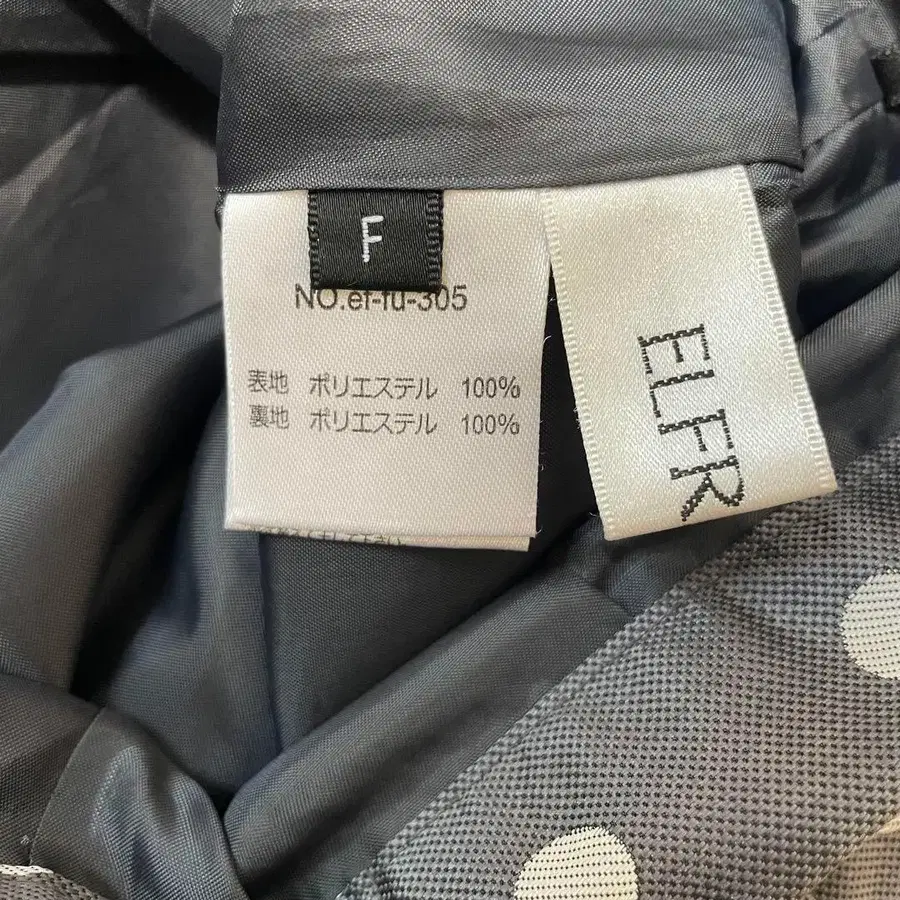 F
NO.ef-fu-305
表地 ポリエステル 100%
裏地 ポリエステル 100%
ELFR